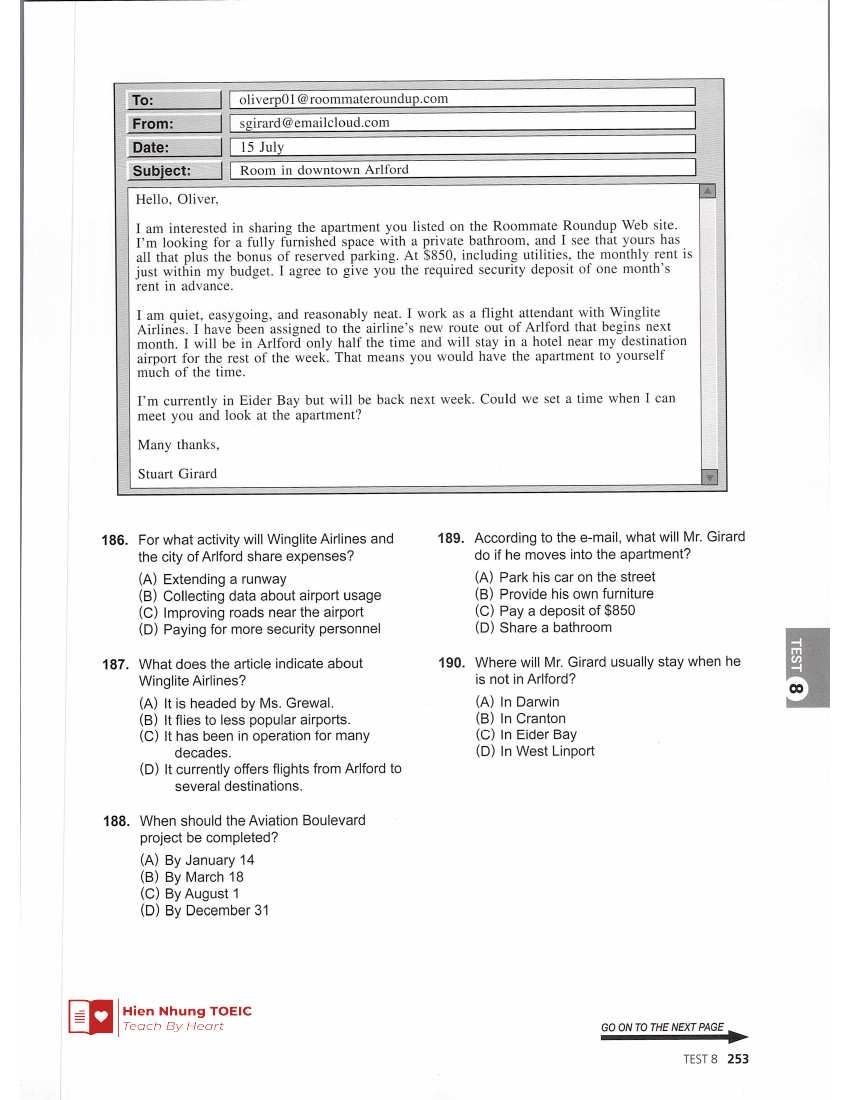 To: oliverp01@roommateroundup.com
From: sgirard@emailcloud.com
Date: 15 July
Subject: Room in downtown Arlford
Hello, Oliver,
I am interested in sharing the apartment you listed on the Roommate Roundup Web site.
I'm looking for a fully furnished space with a private bathroom, and I see that yours has
all that plus the bonus of reserved parking. At $850, including utilities, the monthly rent is
just within my budget. I agree to give you the required security deposit of one month's
rent in advance.
I am quiet, easygoing, and reasonably neat. I work as a flight attendant with Winglite
Airlines. I have been assigned to the airline's new route out of Arlford that begins next
month. I will be in Arlford only half the time and will stay in a hotel near my destination
airport for the rest of the week. That means you would have the apartment to yourself
much of the time.
I'm currently in Eider Bay but will be back next week. Could we set a time when I can
meet you and look at the apartment?
Many thanks,
Stuart Girard
186. For what activity will Winglite Airlines and
the city of Arlford share expenses?
(A) Extending a runway
(B) Collecting data about airport usage
(C) Improving roads near the airport
(D) Paying for more security personnel
187. What does the article indicate about
Winglite Airlines?
(A) It is headed by Ms. Grewal.
(B) It flies to less popular airports.
(C) It has been in operation for many
decades.
(D) It currently offers flights from Arlford to
several destinations.
188. When should the Aviation Boulevard
project be completed?
(A) By January 14
(B) By March 18
(C) By August 1
(D) By December 31
189. According to the e-mail, what will Mr. Girard
do if he moves into the apartment?
(A) Park his car on the street
(B) Provide his own furniture
(C) Pay a deposit of $850
(D) Share a bathroom
190. Where will Mr. Girard usually stay when he
is not in Arlford?
(A) In Darwin
(B) In Cranton
(C) In Eider Bay
(D) In West Linport
TEST 8
Hien Nhung TOEIC
Teach By Heart
GO ON TO THE NEXT PAGE
TEST 8 253